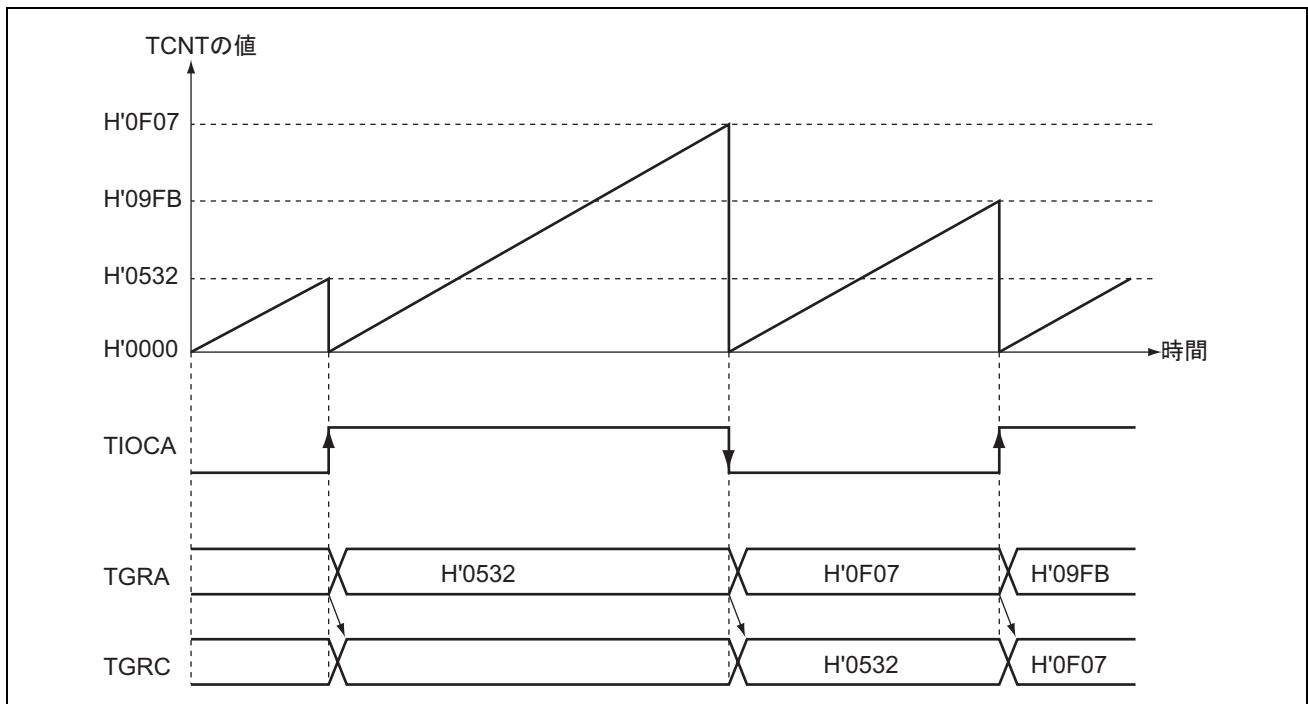 TCNTの値
H'0F07
H'09FB
H'0532
H'0000
時間
TIOCA
TGRA
H'0532
H'0F07
H'09FB
TGRC
H'0532
H'0F07